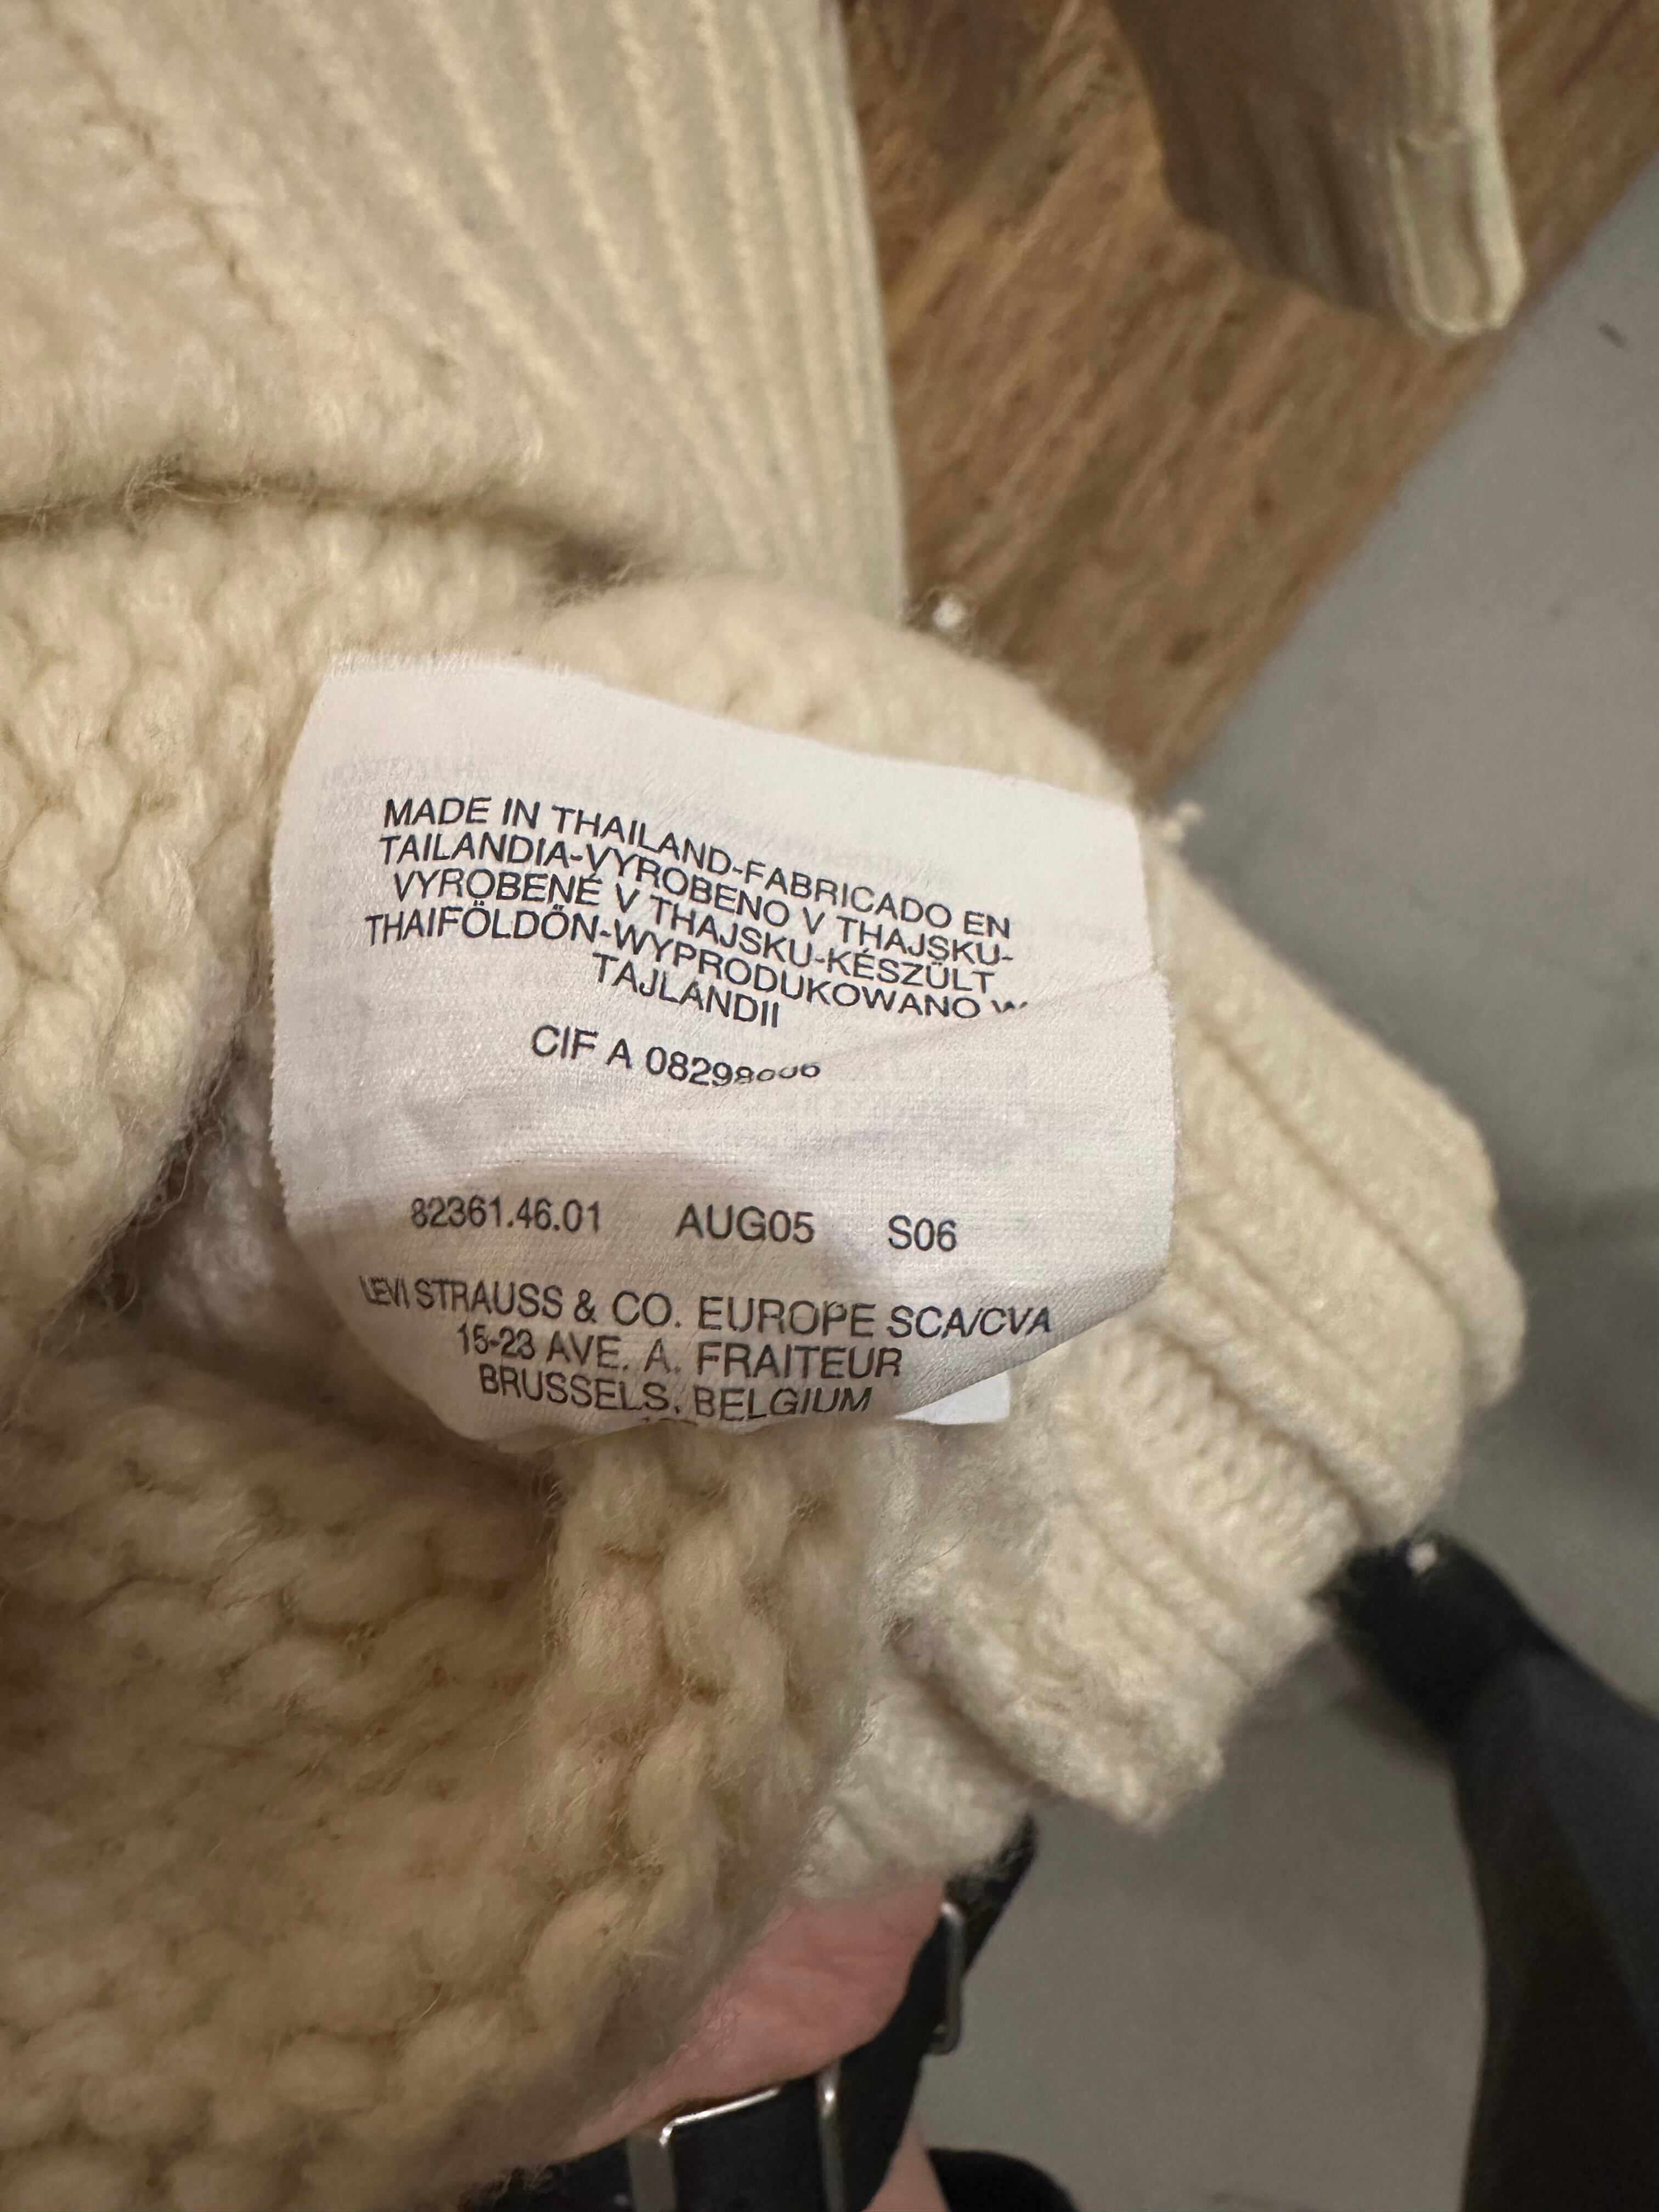 MADE IN THAILAND-FABRICADO EN
TAILANDIA-VYROBENO V THAJSKU-
VYROBENÉ V THAJSKU-KÉSZÜLT
THAIFÖLDÖN-WYPRODUKOWANO W
TAJLANDII
CIF A
82361.46.01 AUG05 S06
LEVI STRAUSS & CO. EUROPE SCA/CVA
15-23 AVE. A. FRAITEUR
BRUSSELS, BELGIUM